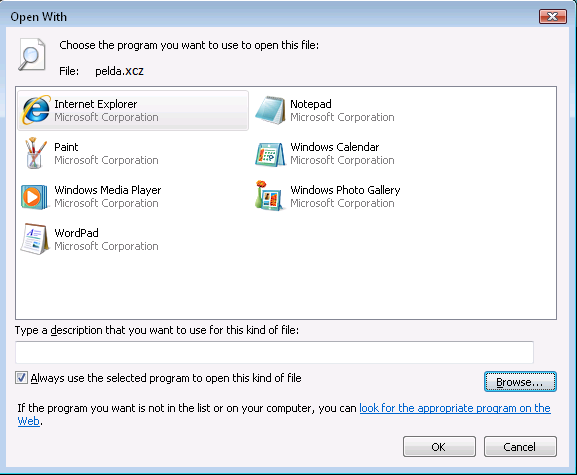 Open With
Choose the program you want to use to open this file:
File: pelda.xcz
Internet Explorer
Microsoft Corporation
Notepad
Microsoft Corporation
Paint
Microsoft Corporation
Windows Calendar
Microsoft Corporation
Windows Media Player
Microsoft Corporation
Windows Photo Gallery
Microsoft Corporation
WordPad
Microsoft Corporation
Type a description that you want to use for this kind of file:
Always use the selected program to open this kind of file
Browse...
If the program you want is not in the list or on your computer, you can look for the appropriate program on the
Web.
OK
Cancel